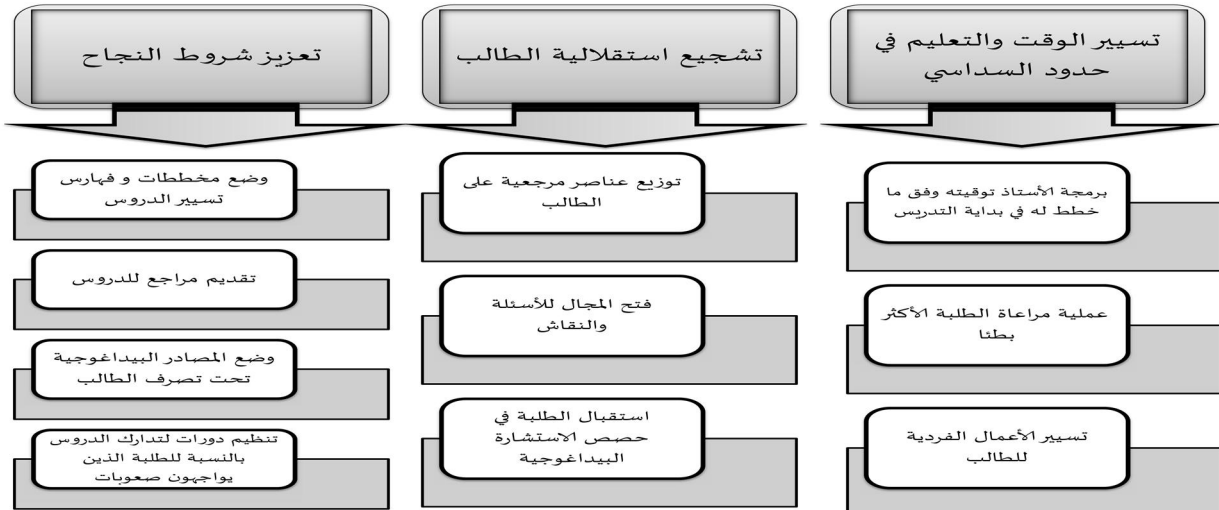 تسيير الوقت والتعليم في
حدود السداسي
برمجة الأستاذ توقيته وفق ما
خطط له في بداية التدريس
عملية مراعاة الطلبة الأكثر
بطئا
تسيير الأعمال الفردية
للطالب
تشجيع استقلالية الطالب
توزيع عناصر مرجعية على
الطالب
فتح المجال للأسئلة
والنقاش
استقبال الطلبة في
حصص الاستشارة
البيداغوجية
تعزيز شروط النجاح
وضع مخططات و فهارس
تسيير الدروس
تقديم مراجع للدروس
وضع المصادر البيداغوجية
تحت تصرف الطالب
تنظيم دورات لتدارك الدروس
بالنسبة للطلبة الذين
يواجهون صعوبات